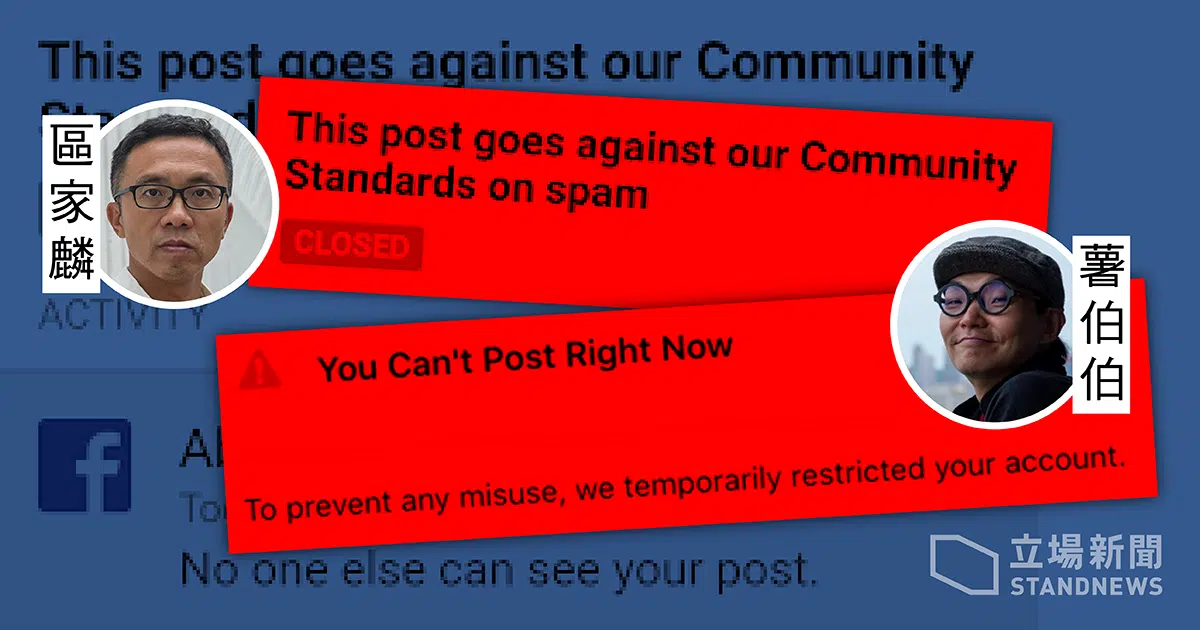 This post goes against our Community
區家麟
This post goes against our Community
Standards on spam
CLOSED
ACTIVITY
薯伯伯
You Can't Post Right Now
To prevent any misuse, we temporarily restricted your account.
f
No one else can see your post.
立場新聞
STANDNEWS